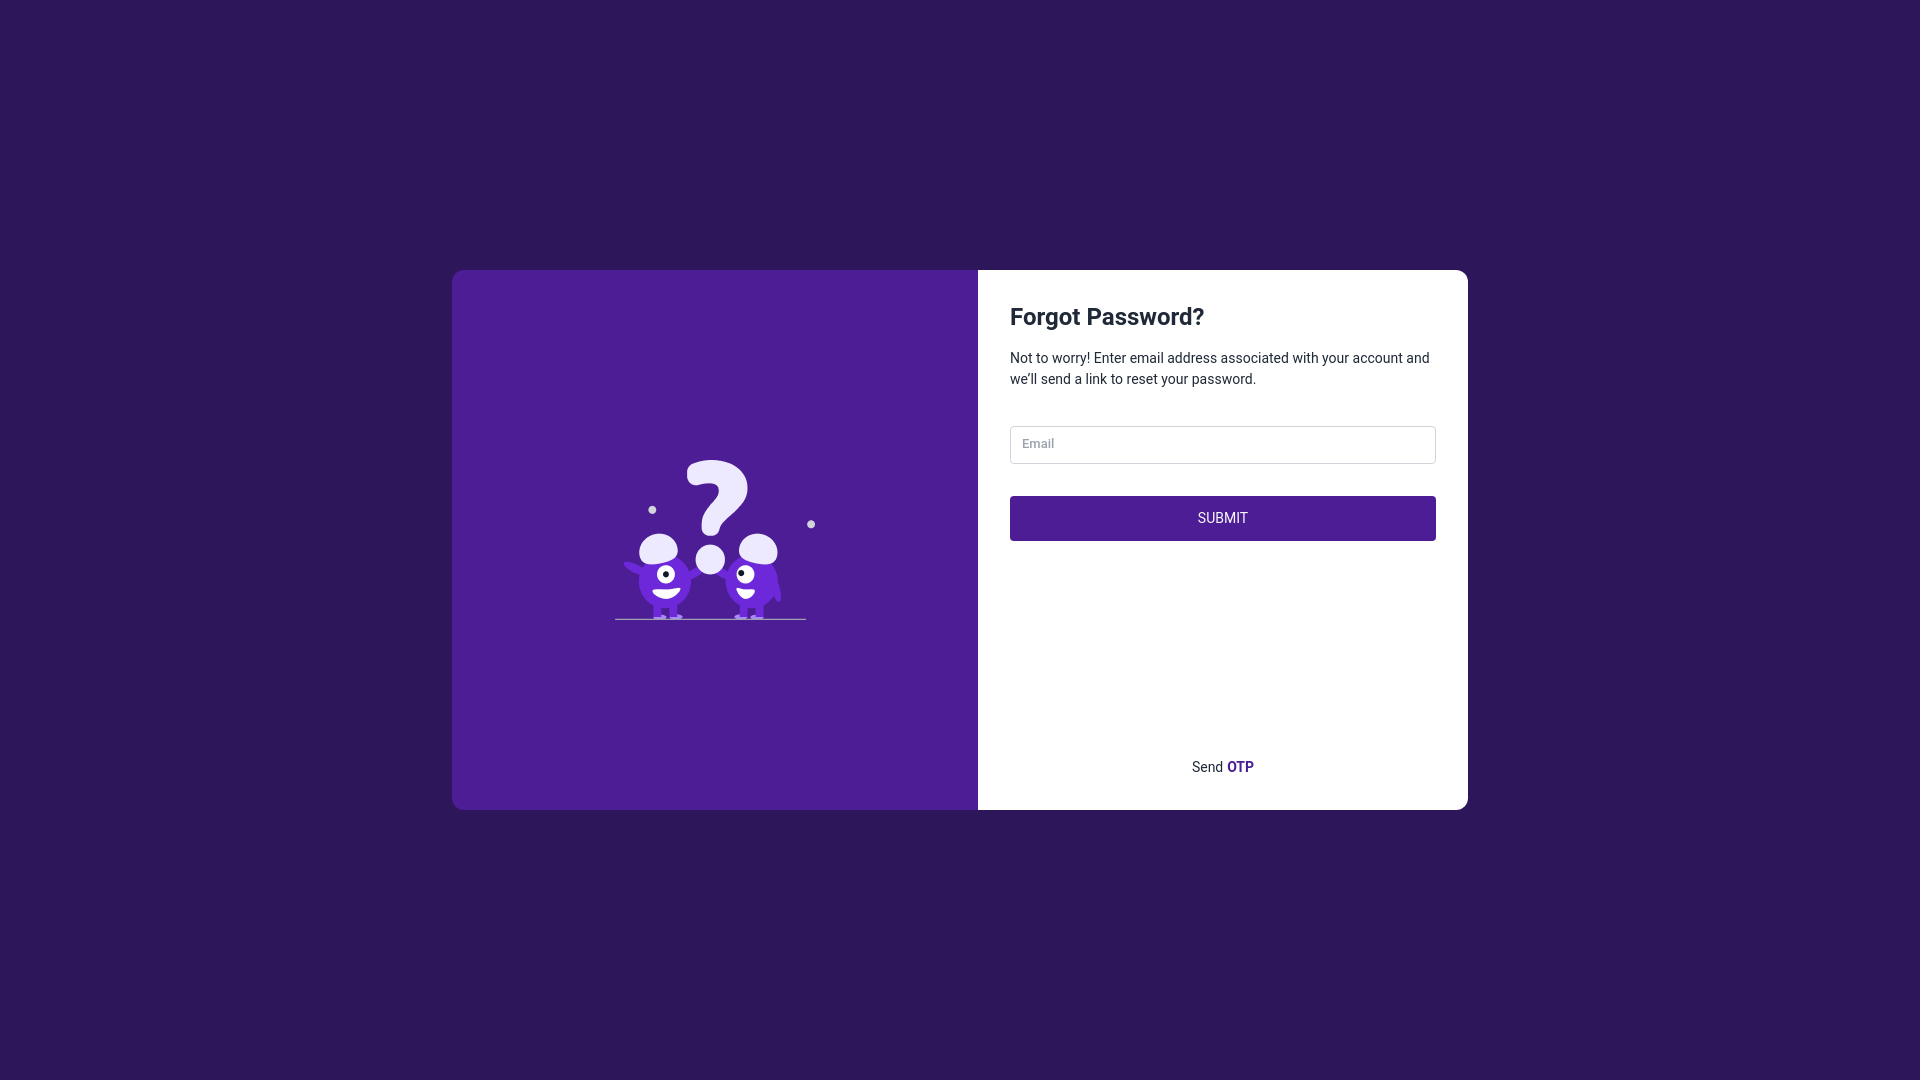 Forgot Password?
Not to worry! Enter email address associated with your account and
we’ll send a link to reset your password.
Email
SUBMIT
Send OTP